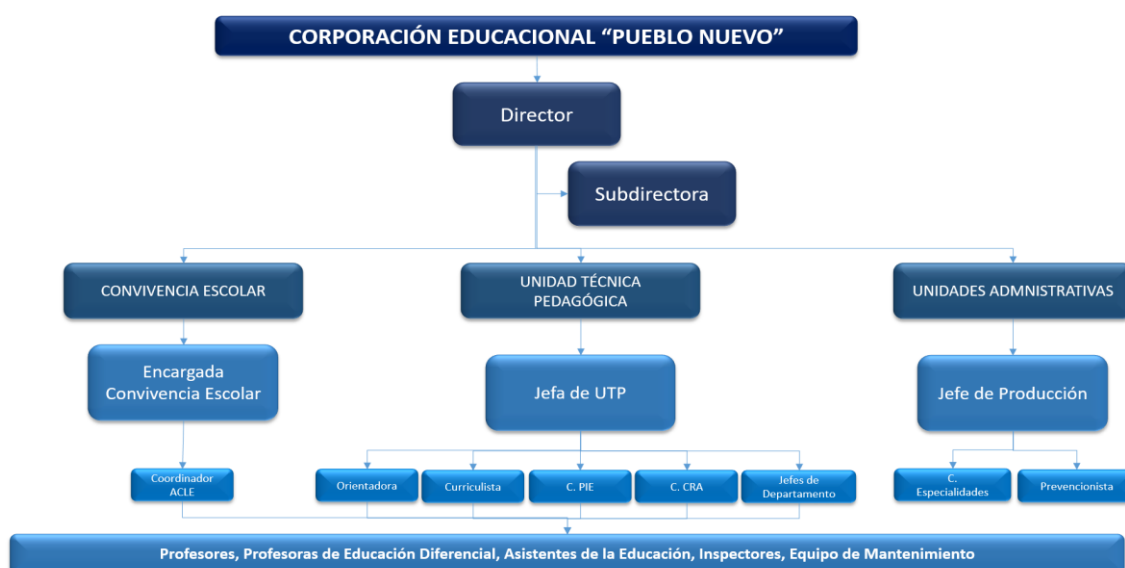 CORPORACIÓN EDUCACIONAL “PUEBLO NUEVO”
Director
Subdirectora
CONVIVENCIA ESCOLAR
UNIDAD TÉCNICA
PEDAGÓGICA
UNIDADES ADMNISTRATIVAS
Encargada
Convivencia Escolar
Jefa de UTP
Jefe de Producción
Coordinador
ACLE
Orientadora
Curriculista
C. PIE
C. CRA
Jefes de
Departamento
C.
Especialidades
Prevencionista
Profesores, Profesoras de Educación Diferencial, Asistentes de la Educación, Inspectores, Equipo de Mantenimiento